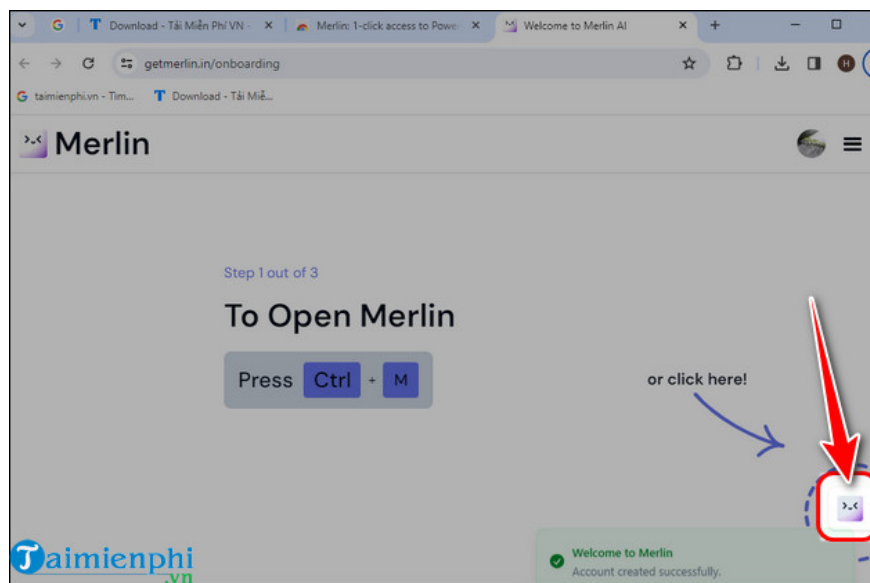 Download - Tải Miễn Phí VN -
Merlin: 1-click access to Power
Welcome to Merlin AI
getmerlin.in/onboarding
H
taimienphi.vn - Tim...
Download - Tải Miễ...
Merlin
Step 1 out of 3
To Open Merlin
Press Ctrl + M
or click here!
Welcome to Merlin
Account created successfully.
Taimienphi
.vn